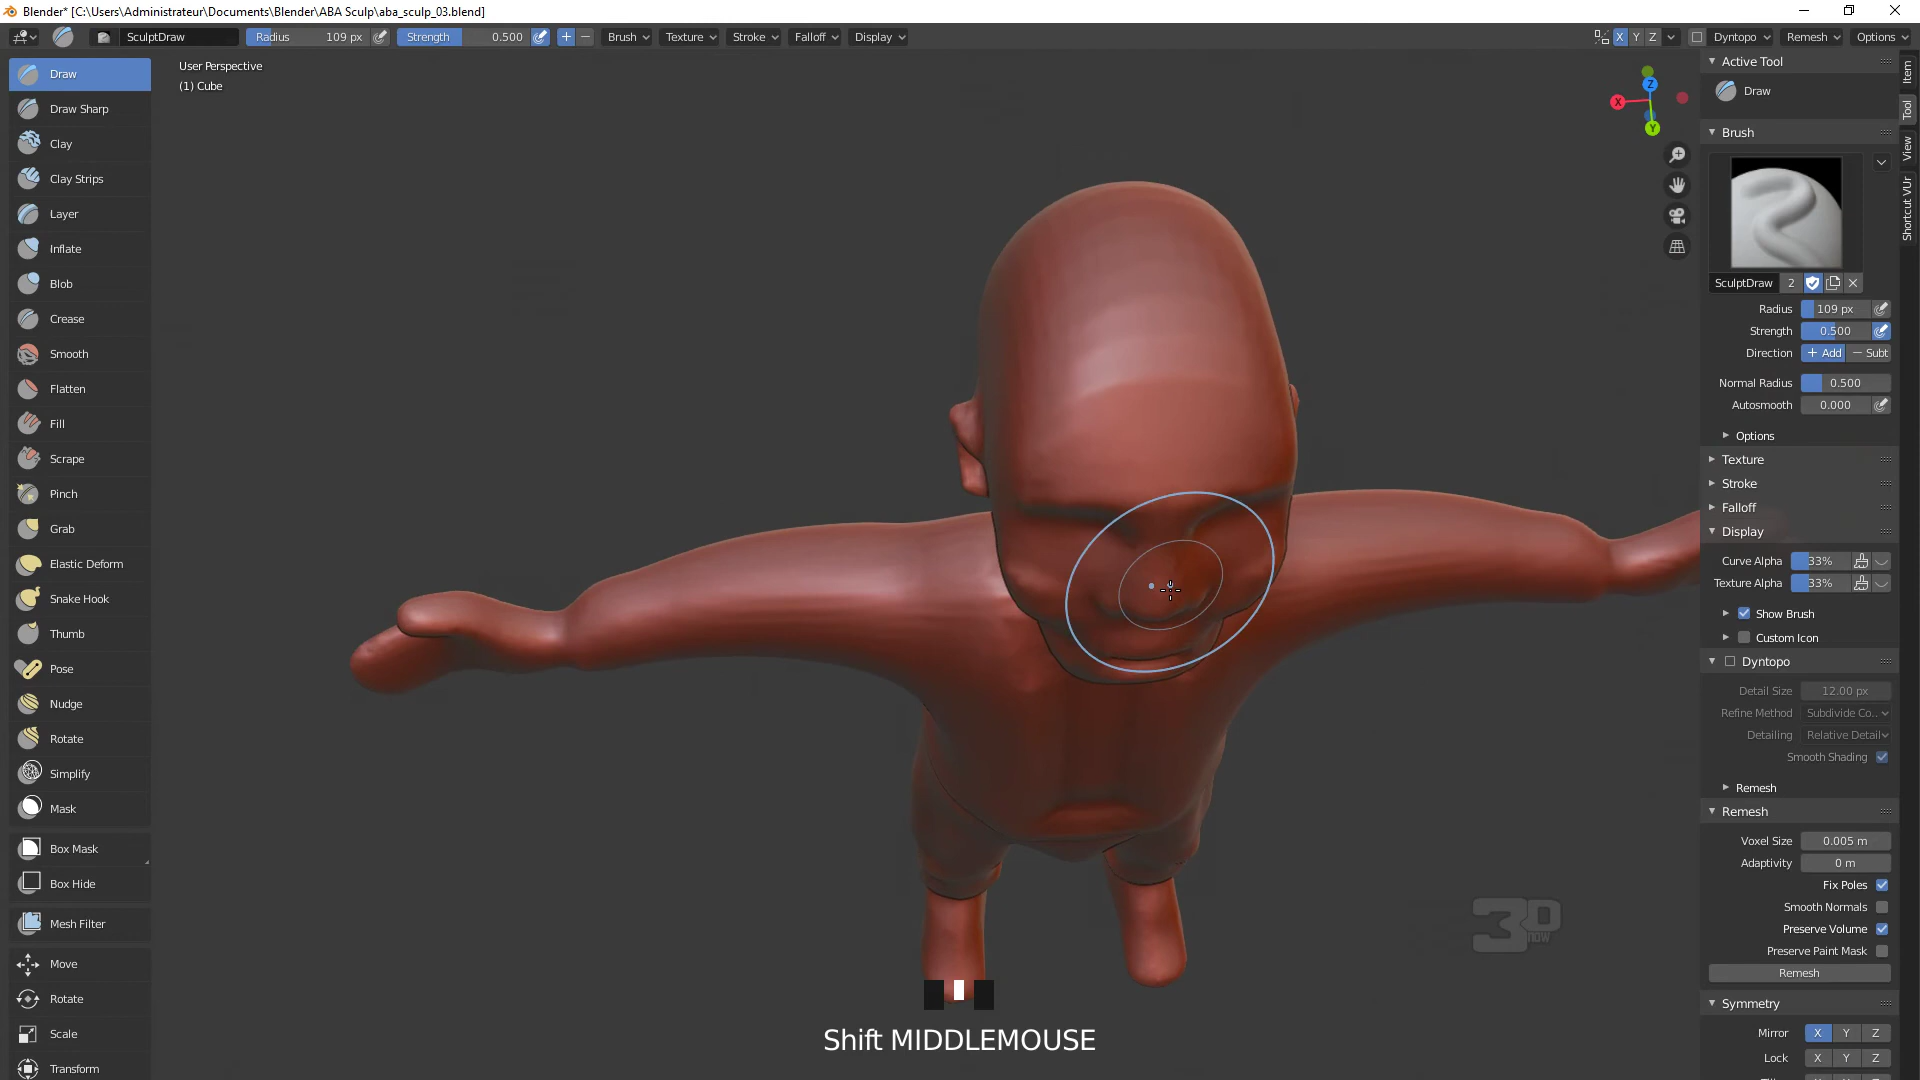 Blender* [C:\Users\Administrateur\Documents\Blender\ABA Sculp\aba_sculp_03.blend]
SculptDraw Radius 109 px Strength 0.500 + − Brush Texture Stroke Falloff Display X Y Z Dyntopo Remesh Options
User Perspective
(1) Cube
Draw
Draw Sharp
Clay
Clay Strips
Layer
Inflate
Blob
Crease
Smooth
Flatten
Fill
Scrape
Pinch
Grab
Elastic Deform
Snake Hook
Thumb
Pose
Nudge
Rotate
Simplify
Mask
Box Mask
Box Hide
Mesh Filter
Move
Rotate
Scale
Transform
Z
X
Y
Active Tool
Draw
Brush
SculptDraw 2
Radius 109 px
Strength 0.500
Direction + Add − Subt
Normal Radius 0.500
Autosmooth 0.000
Options
Texture
Stroke
Falloff
Display
Curve Alpha 33%
Texture Alpha 33%
Show Brush
Custom Icon
Dyntopo
Detail Size 12.00 px
Refine Method Subdivide Co..
Detailing Relative Detail
Smooth Shading
Remesh
Remesh
Voxel Size 0.005 m
Adaptivity 0 m
Fix Poles
Smooth Normals
Preserve Volume
Preserve Paint Mask
Remesh
Symmetry
Mirror X Y Z
Lock X Y Z
Item
Tool
View
Shortcut VUr
3D now
Shift MIDDLEMOUSE